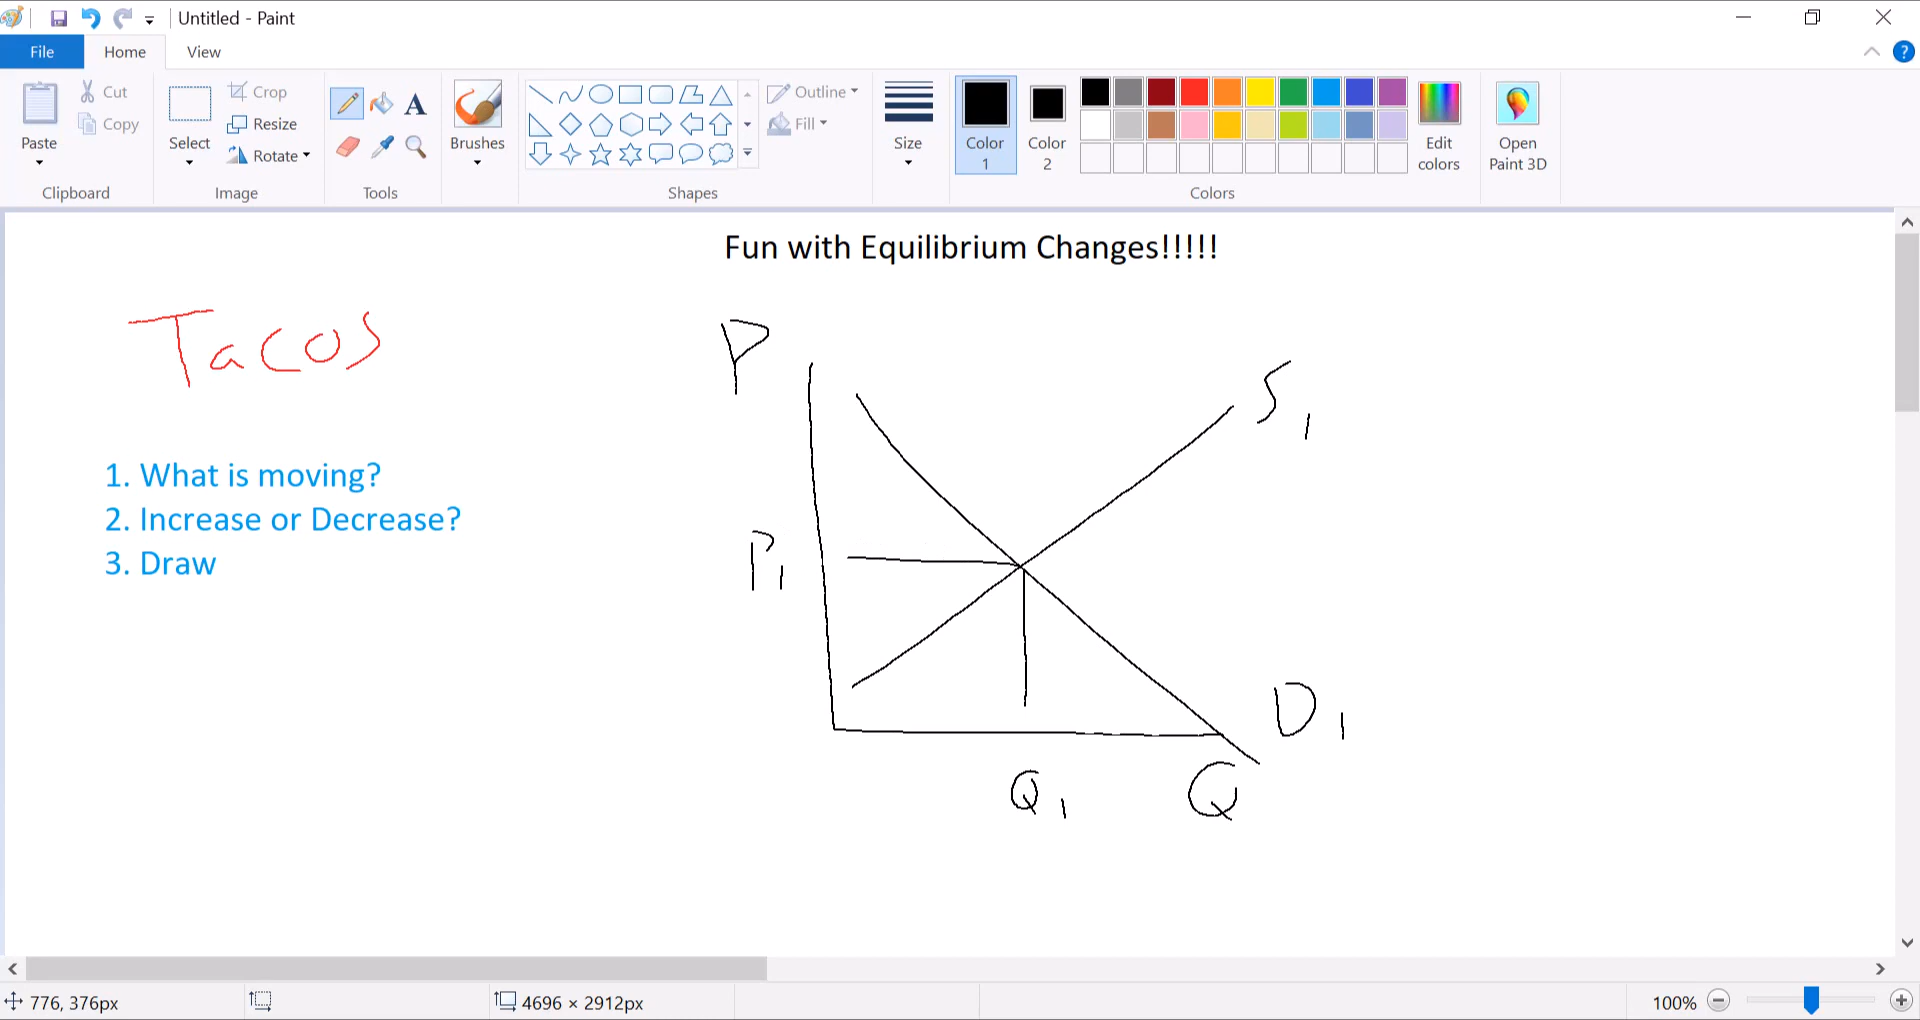 Untitled - Paint
File Home View
Paste
Cut
Copy
Clipboard
Select
Crop
Resize
Rotate
Image
A
Tools
Brushes
Outline
Fill
Shapes
Size
Color 1
Color 2
Edit colors
Colors
Open Paint 3D
?
Fun with Equilibrium Changes!!!!!
Tacos
1. What is moving?
2. Increase or Decrease?
3. Draw
P
S1
P1
D1
Q1
Q
776, 376px
4696 × 2912px
100%